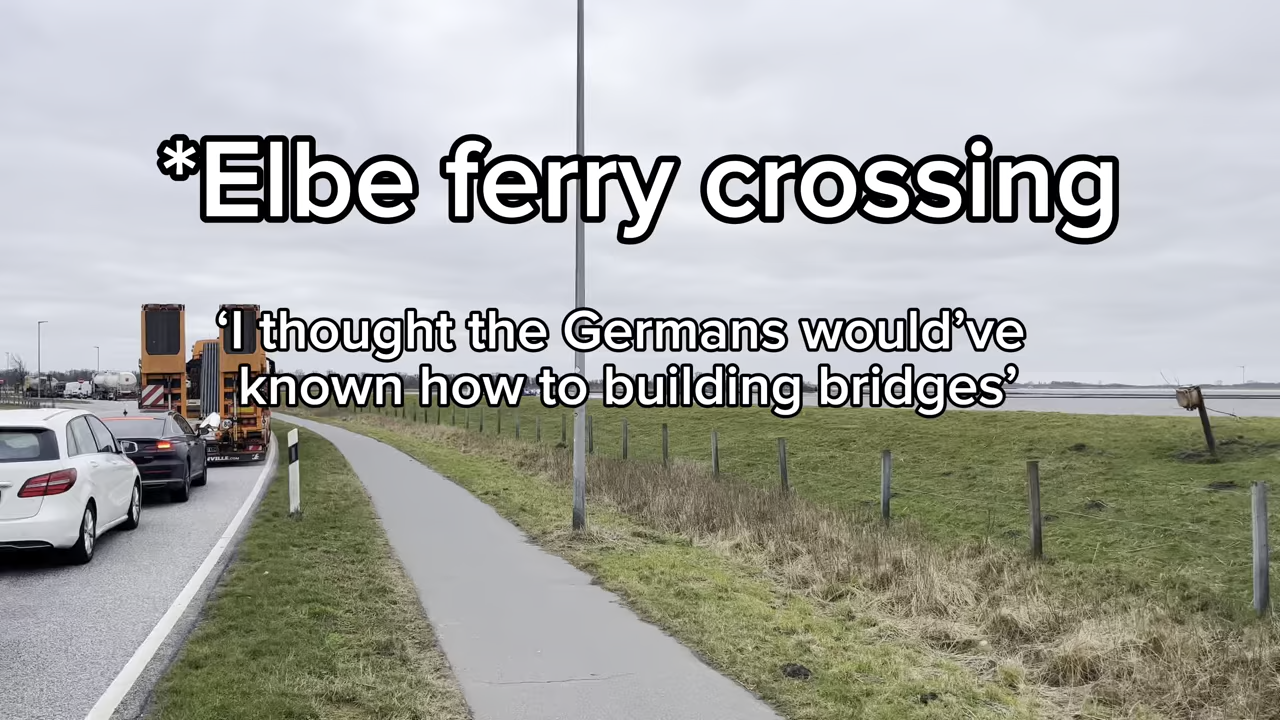 *Elbe ferry crossing
‘I thought the Germans would’ve
known how to building bridges’